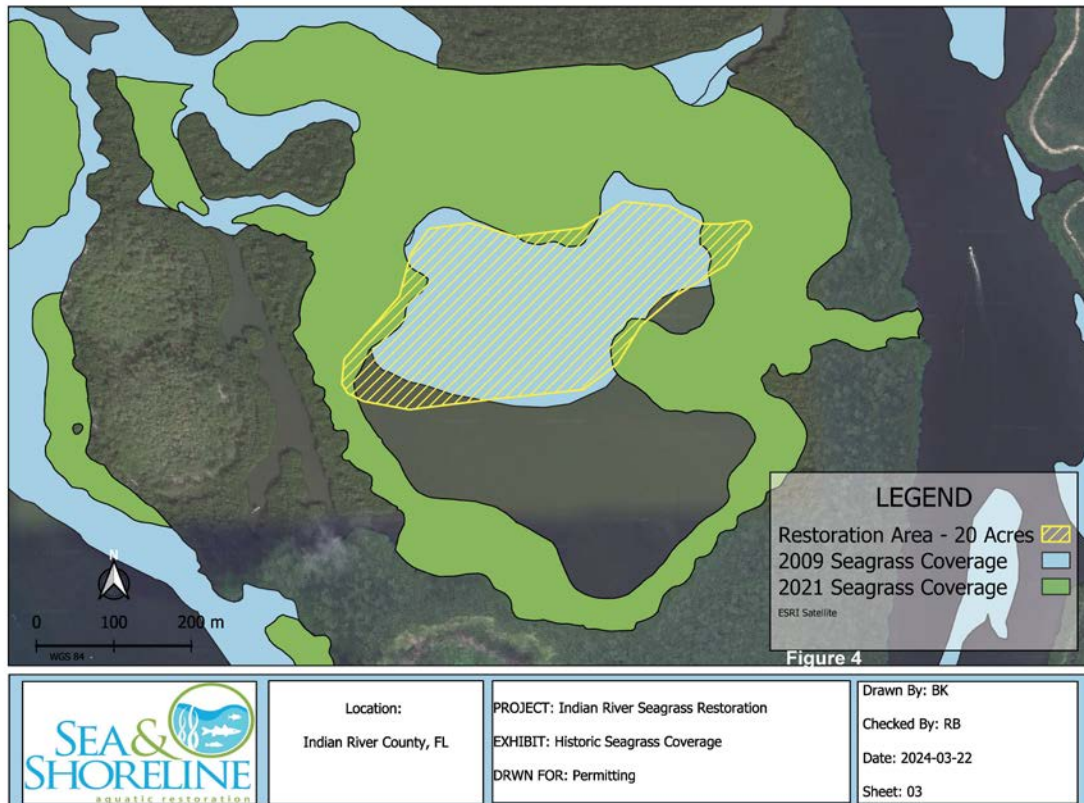 N
0 100 200 m
WGS 84
LEGEND
Restoration Area - 20 Acres
2009 Seagrass Coverage
2021 Seagrass Coverage
ESRI Satellite
Figure 4
SEA&
SHORELINE
aquatic restoration
Location:
Indian River County, FL
PROJECT: Indian River Seagrass Restoration
EXHIBIT: Historic Seagrass Coverage
DRWN FOR: Permitting
Drawn By: BK
Checked By: RB
Date: 2024-03-22
Sheet: 03